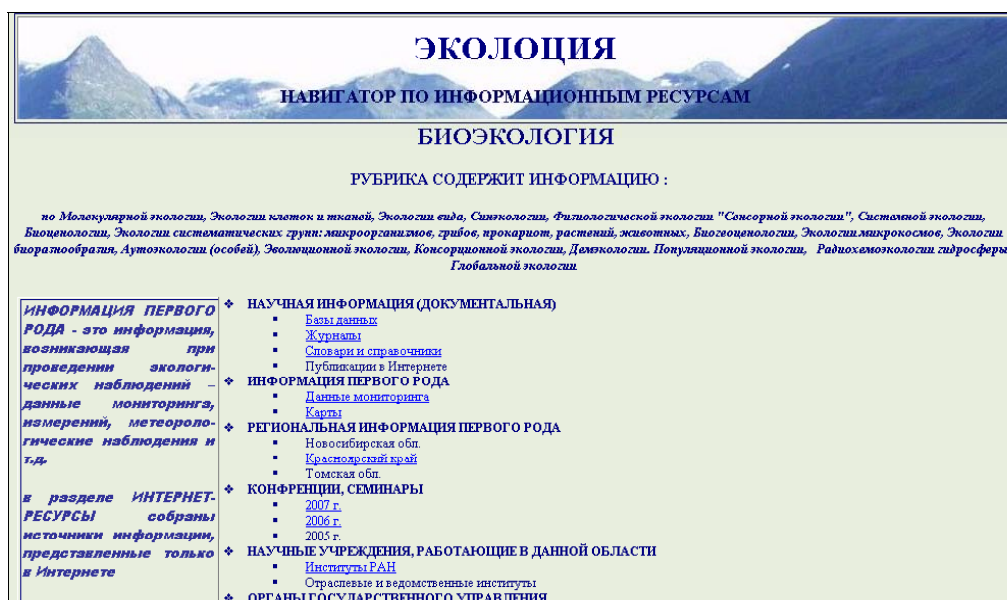 ЭКОЛОЦИЯ
НАВИГАТОР ПО ИНФОРМАЦИОННЫМ РЕСУРСАМ
БИОЭКОЛОГИЯ
РУБРИКА СОДЕРЖИТ ИНФОРМАЦИЮ :
по Молекулярной экологии, Экологии клеток и тканей, Экологии вида, Синэкологии, Физиологической экологии "Сенсорной экологии", Системной экологии,
Биоценологии, Экологии систематических групп: микроорганизмов, грибов, прокариот, растений, животных, Биогеоценологии, Экологии микрокосмов, Экологии
биоразнообразия, Аутоэкологии (особей), Эволюционной экологии, Консорционной экологии, Демэкологии. Популяционной экологии, Радиохемоэкологии гидросферы
Глобальной экологии
ИНФОРМАЦИЯ ПЕРВОГО
РОДА - это информация,
возникающая при
проведении экологи-
ческих наблюдений –
данные мониторинга,
измерений, метеороло-
гические наблюдения и
т.д.
в разделе ИНТЕРНЕТ-
РЕСУРСЫ собраны
источники информации,
представленные только
в Интернете
❖ НАУЧНАЯ ИНФОРМАЦИЯ (ДОКУМЕНТАЛЬНАЯ)
▪ Базы данных
▪ Журналы
▪ Словари и справочники
▪ Публикации в Интернете
❖ ИНФОРМАЦИЯ ПЕРВОГО РОДА
▪ Данные мониторинга
▪ Карты
❖ РЕГИОНАЛЬНАЯ ИНФОРМАЦИЯ ПЕРВОГО РОДА
▪ Новосибирская обл.
▪ Красноярский край
▪ Томская обл.
❖ КОНФРЕНЦИИ, СЕМИНАРЫ
▪ 2007 г.
▪ 2006 г.
▪ 2005 г.
❖ НАУЧНЫЕ УЧРЕЖДЕНИЯ, РАБОТАЮЩИЕ В ДАННОЙ ОБЛАСТИ
▪ Институты РАН
▪ Отраслевые и ведомственные институты
❖ ОРГАНЫ ГОСУДАРСТВЕННОГО УПРАВЛЕНИЯ